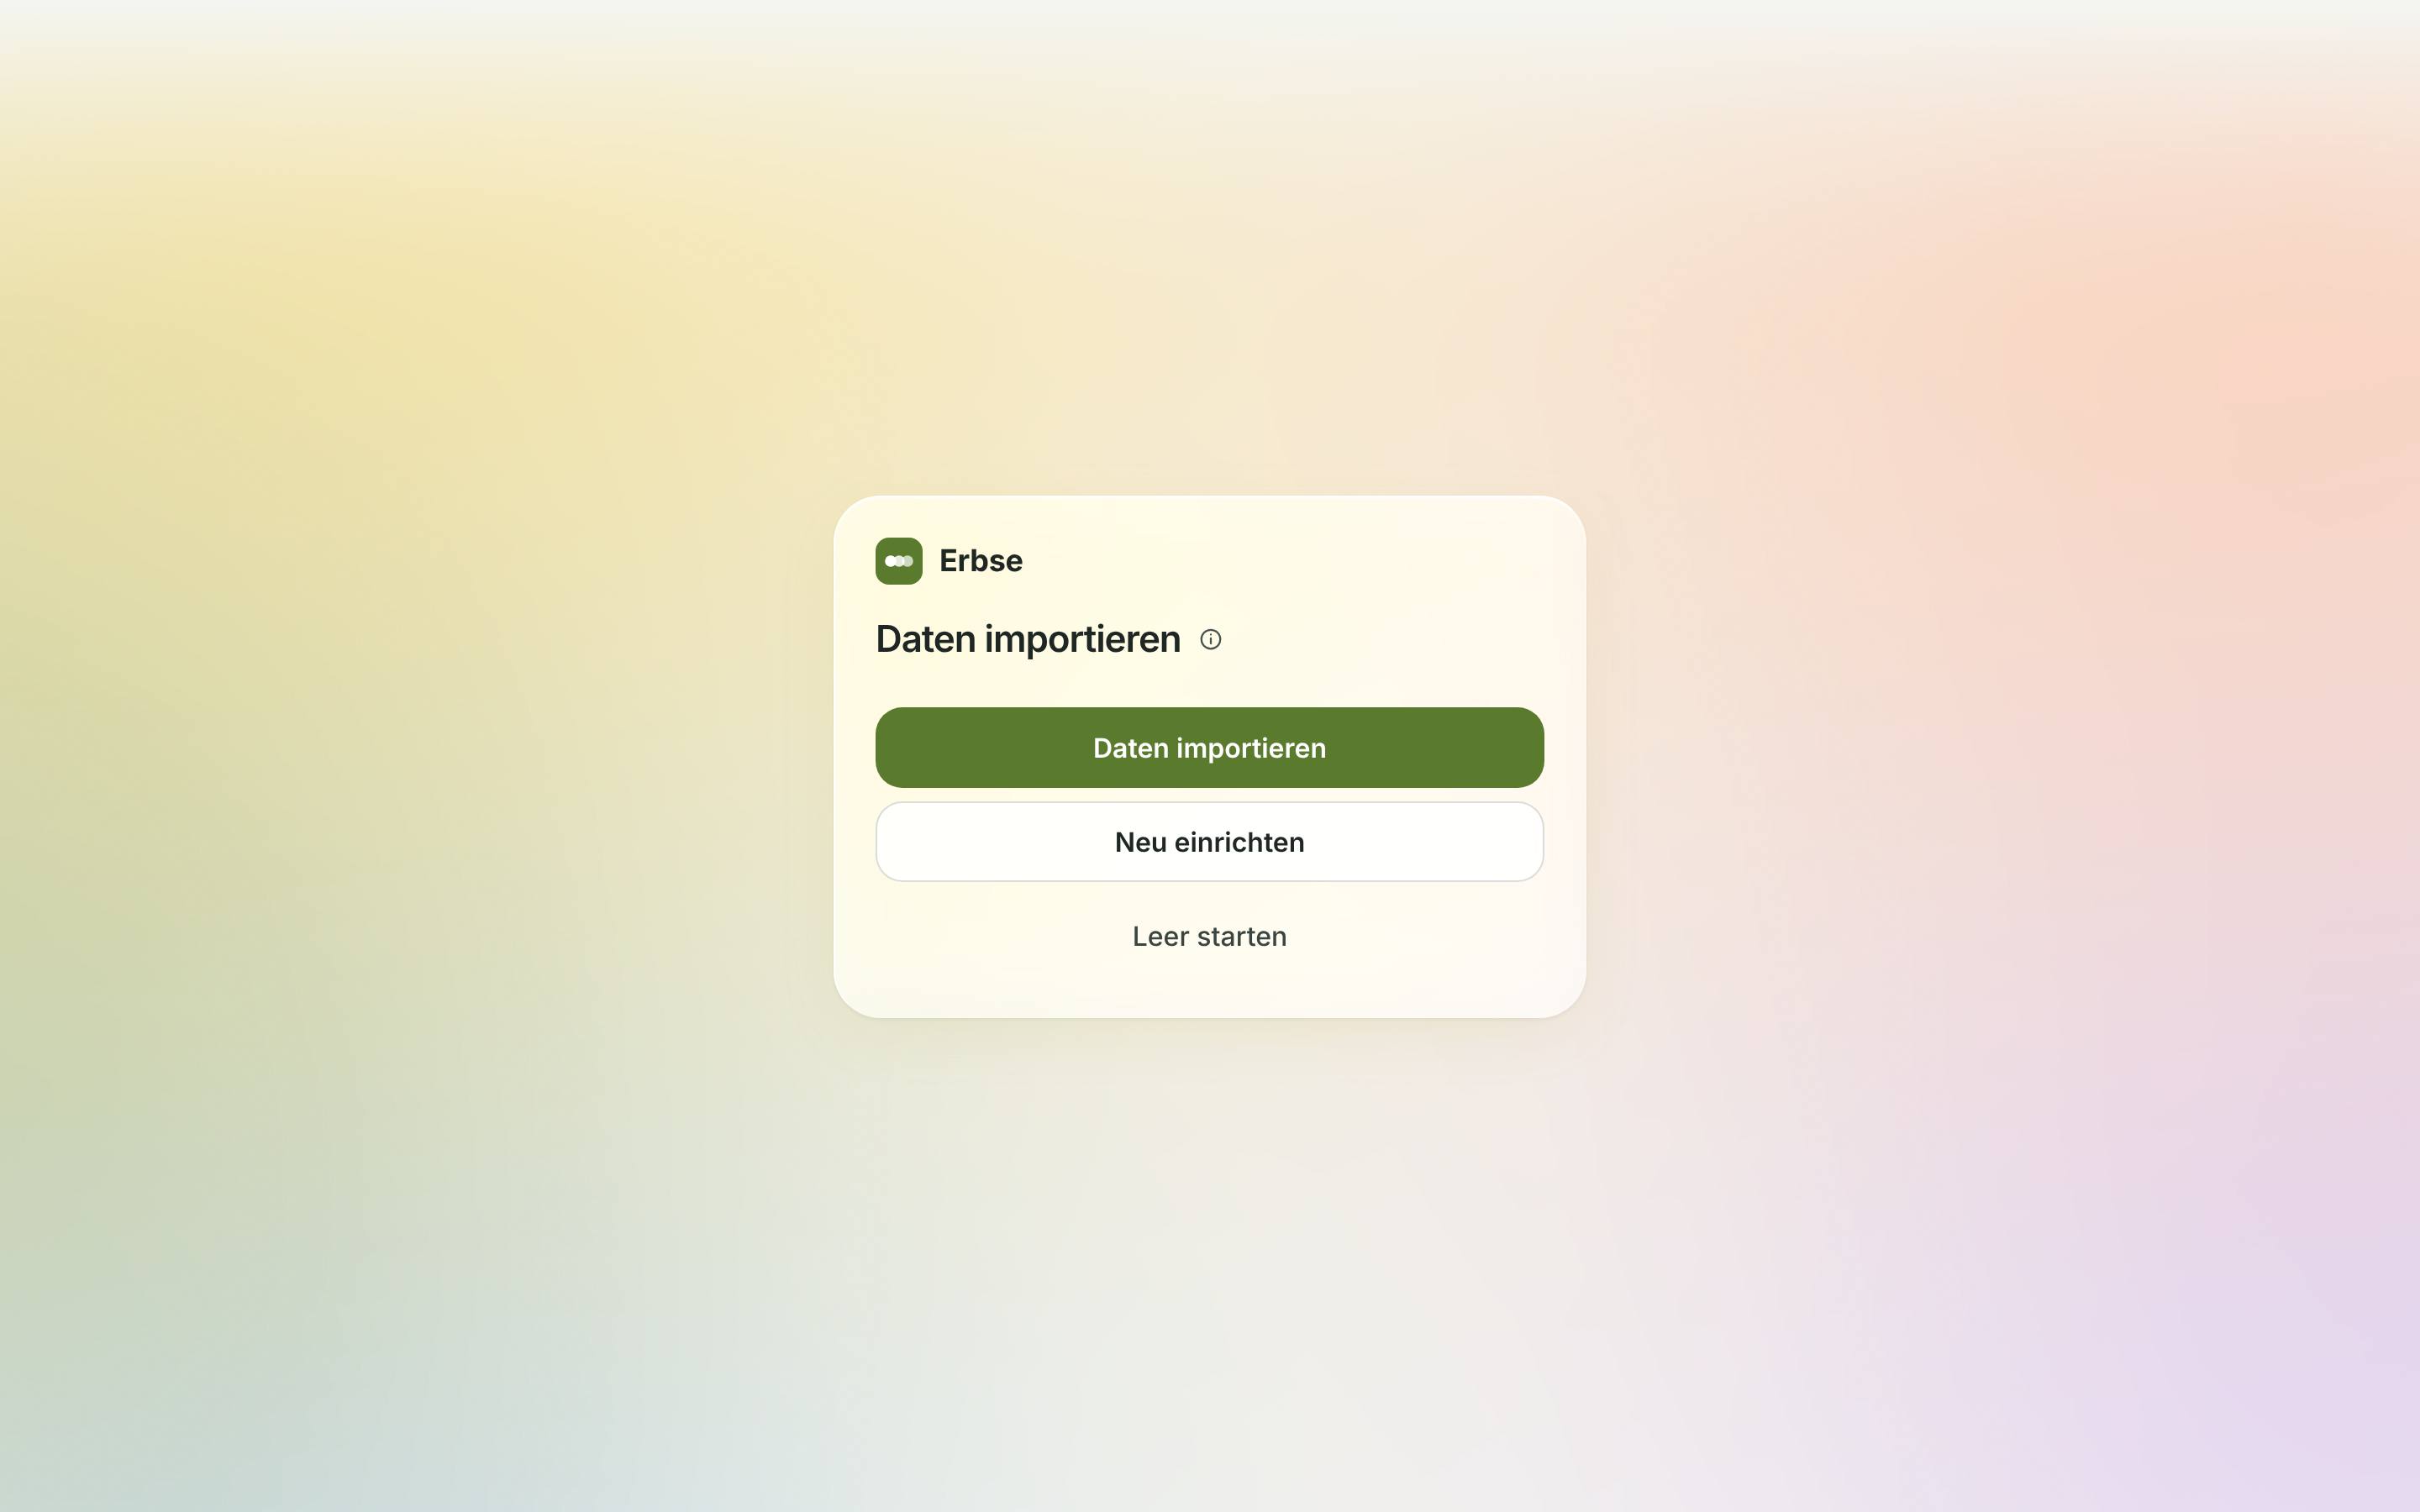 Erbse
Daten importieren
Daten importieren
Neu einrichten
Leer starten